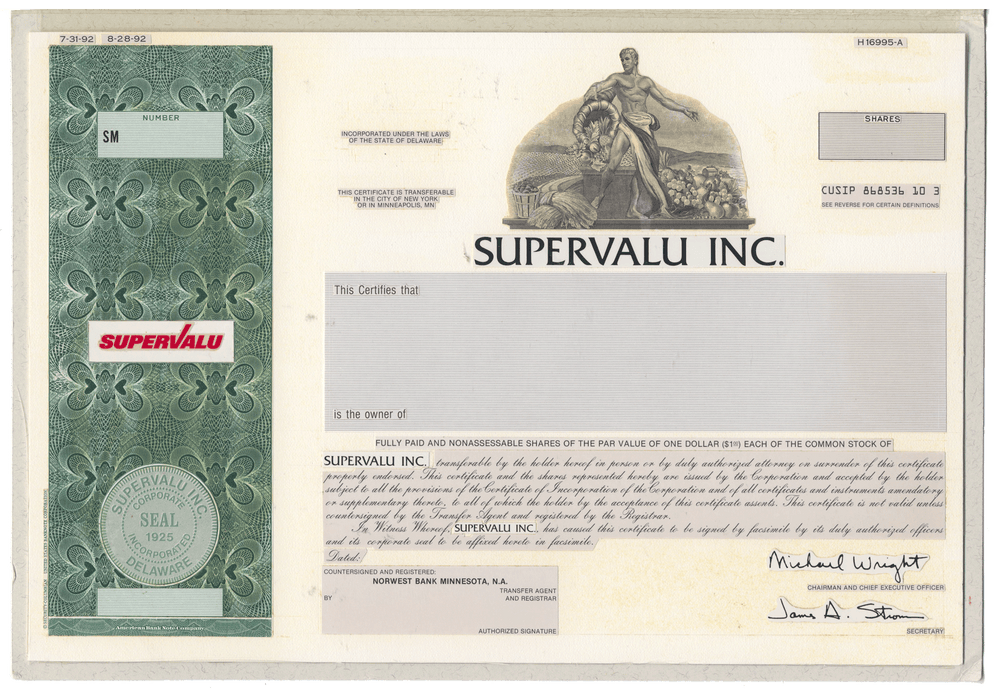 7-31-92 8-28-92
H16995-A
NUMBER
SM
SHARES
INCORPORATED UNDER THE LAWS
OF THE STATE OF DELAWARE
THIS CERTIFICATE IS TRANSFERABLE
IN THE CITY OF NEW YORK
OR IN MINNEAPOLIS, MN
CUSIP 868536 10 3
SEE REVERSE FOR CERTAIN DEFINITIONS
SUPERVALU INC.
This Certifies that
SUPERVALU
is the owner of
FULLY PAID AND NONASSESSABLE SHARES OF THE PAR VALUE OF ONE DOLLAR ($1⁰⁰) EACH OF THE COMMON STOCK OF
SUPERVALU INC. transferable by the holder hereof in person or by duly authorized attorney on surrender of this certificate
properly endorsed. This certificate and the shares represented hereby are issued by the Corporation and accepted by the holder
subject to all the provisions of the Certificate of Incorporation of the Corporation and of all certificates and instruments amendatory
or supplementary thereto, to all of which the holder by the acceptance of this certificate assents. This certificate is not valid unless
countersigned by the Transfer Agent and registered by the Registrar.
In Witness Whereof, SUPERVALU INC. has caused this certificate to be signed by facsimile by its duly authorized officers
and its corporate seal to be affixed hereto in facsimile.
Dated:
SUPERVALU INC.
CORPORATE
SEAL
1925
INCORPORATED
DELAWARE
COUNTERSIGNED AND REGISTERED:
NORWEST BANK MINNESOTA, N.A.
TRANSFER AGENT
BY AND REGISTRAR
AUTHORIZED SIGNATURE
Michael Wright
CHAIRMAN AND CHIEF EXECUTIVE OFFICER
James A. Strom
SECRETARY
American Bank Note Company